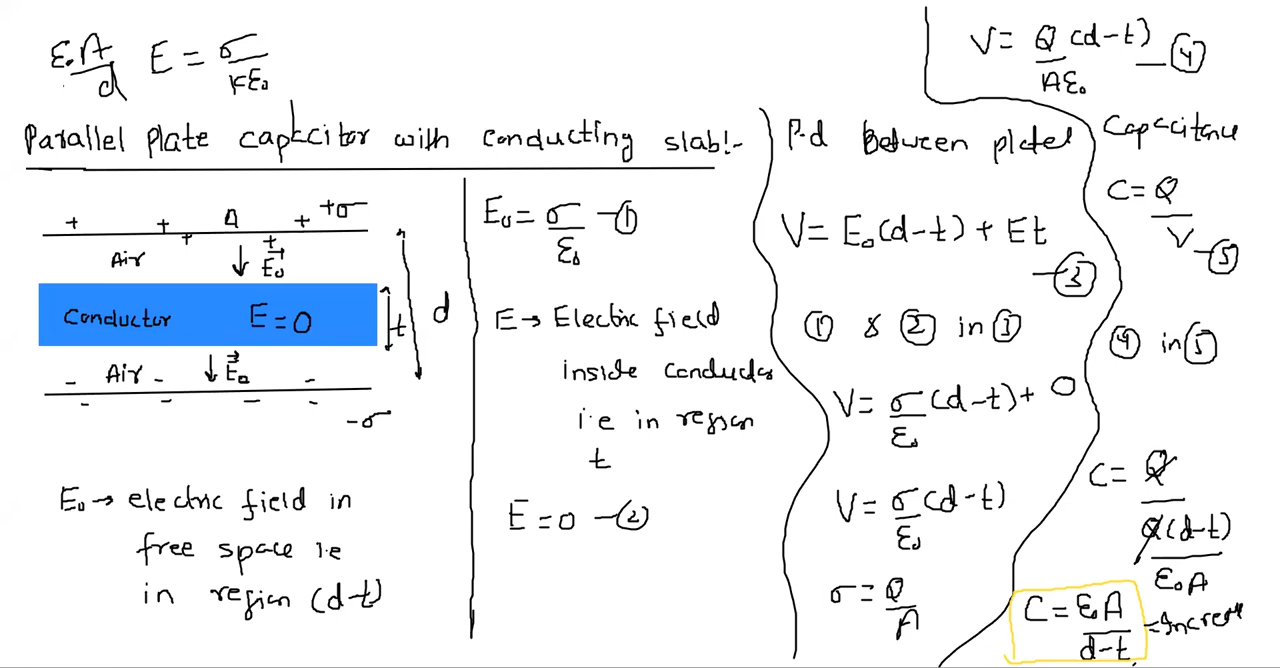 ε₀A/d E = σ/kε₀
Parallel Plate capacitor with conducting slab!-
+ + A + +σ
+ +
Air E₀
Conductor E = 0
t d
- Air - E₀ -
- - - -
-σ
E₀ → electric field in
free space i.e
in region (d-t)
E₀ = σ/ε₀ —①
E → Electric field
inside conductor
i.e in region
t
E = 0 —②
P.d between plates
V = E₀(d-t) + Et
—③
① & ② in ③
V = σ/ε₀ (d-t) + 0
V = σ/ε₀ (d-t)
σ = Q/A
V = Q/Aε₀ (d-t) —④
Capacitance
C = Q/V —⑤
④ in ⑤
C = Q/(Q(d-t)/ε₀A)
C = ε₀A/d-t = Increase